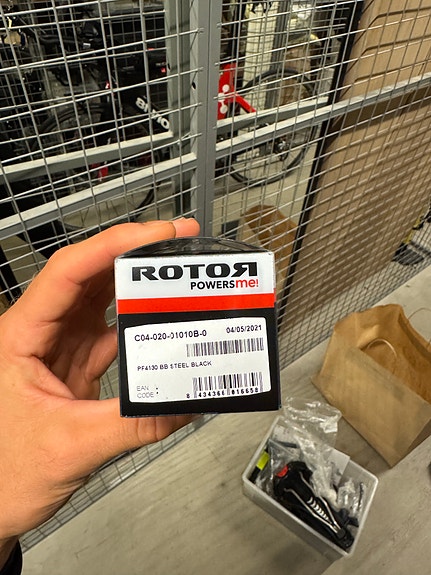 ROTOR
POWERSme!
C04-020-01010B-0 04/05/2021
PF4130 BB STEEL BLACK
EAN
CODE
8 434366 016658